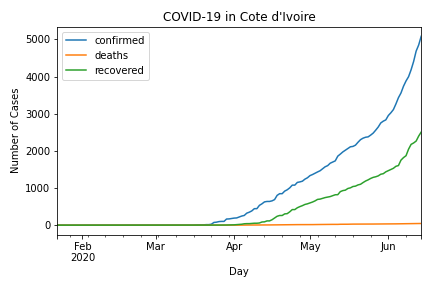 COVID-19 in Cote d'Ivoire
confirmed
deaths
recovered
Number of Cases
5000
4000
3000
2000
1000
0
Feb
2020
Mar
Apr
May
Jun
Day